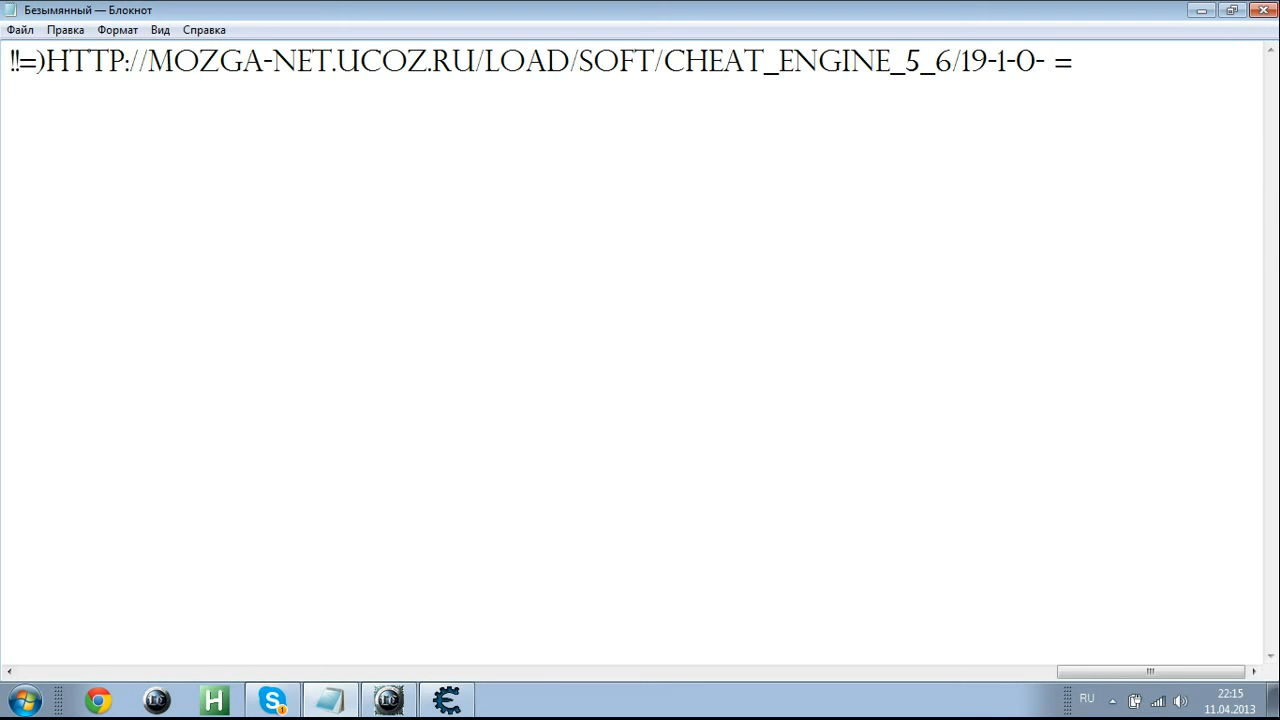 Безымянный — Блокнот
Файл Правка Формат Вид Справка
!!=)HTTP://MOZGA-NET.UCOZ.RU/LOAD/SOFT/CHEAT_ENGINE_5_6/19-1-0- =
RU
22:15
11.04.2013